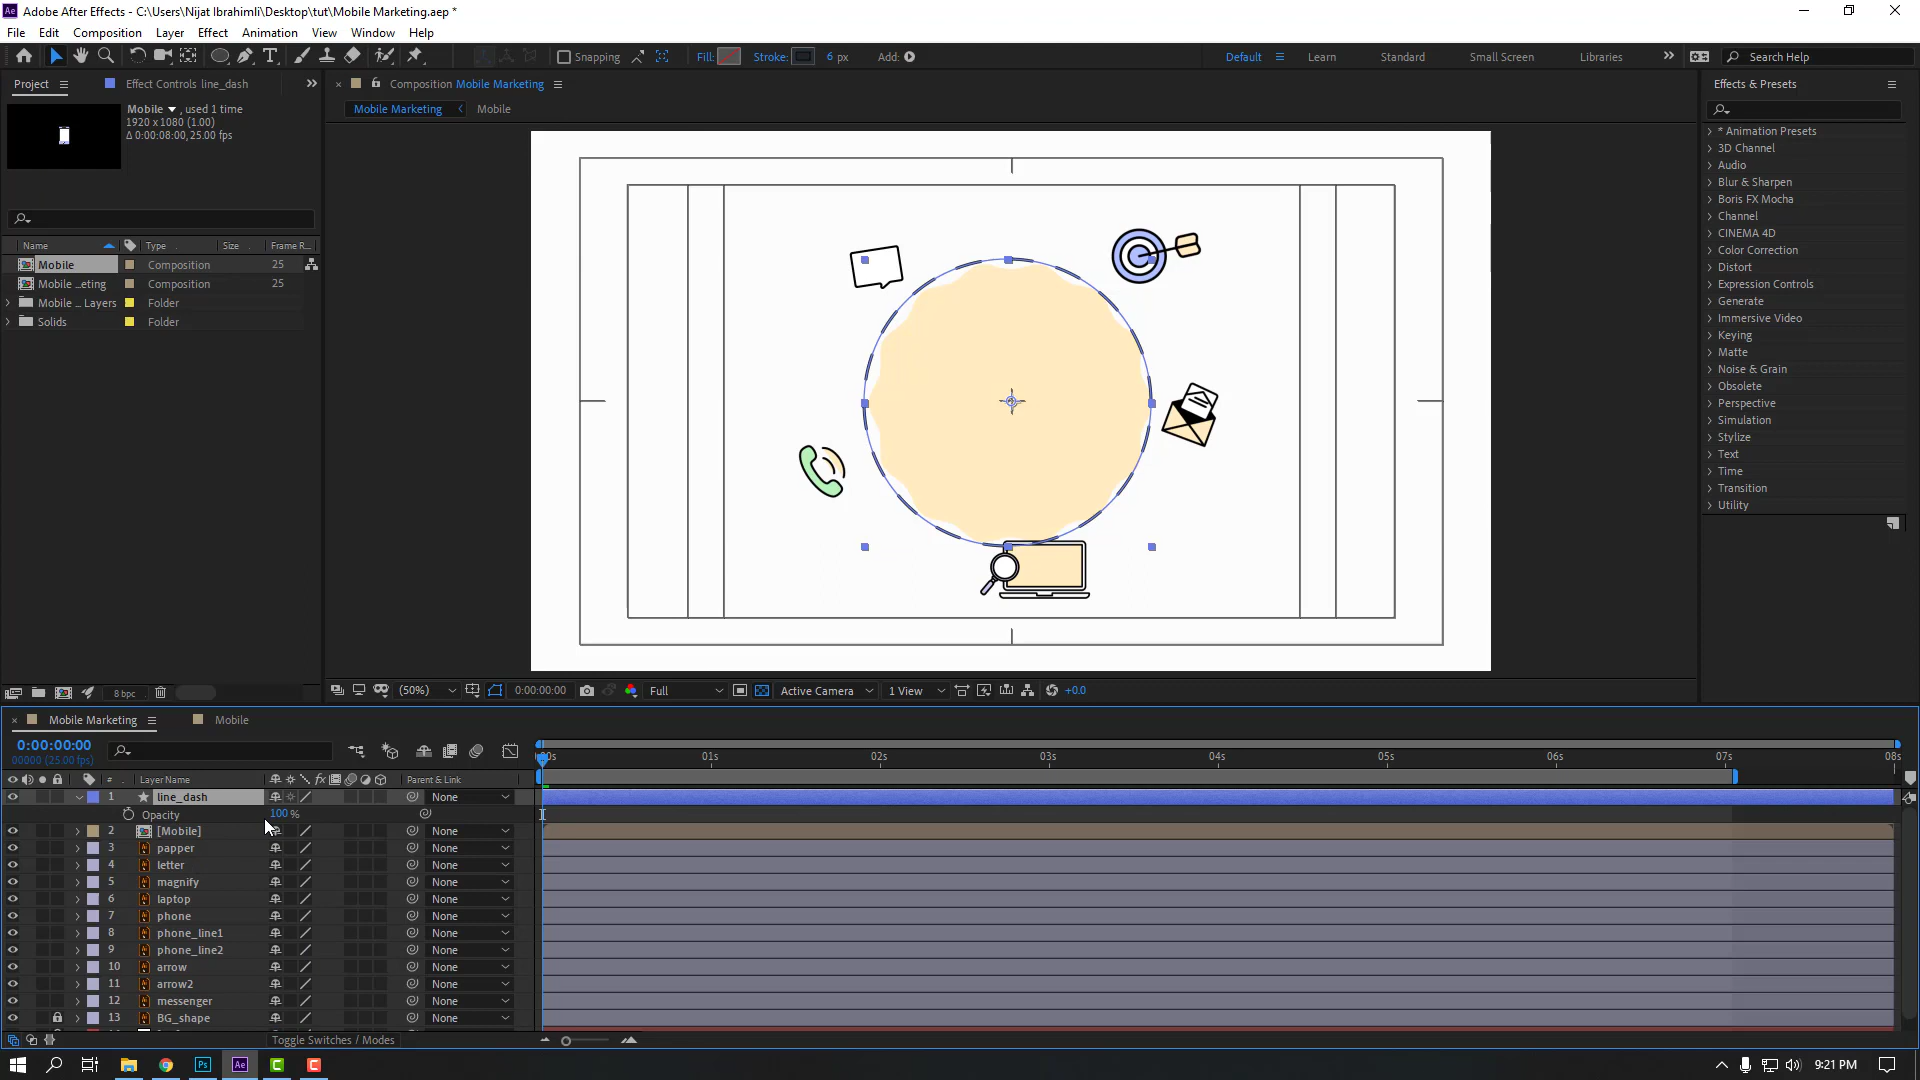 Ae Adobe After Effects - C:\Users\Nijat Ibrahimli\Desktop\tut\Mobile Marketing.aep *
File Edit Composition Layer Effect Animation View Window Help
Snapping Fill: Stroke: 6 px Add: Default Learn Standard Small Screen Libraries Search Help
Project Effect Controls line_dash Composition Mobile Marketing Effects & Presets
Mobile , used 1 time
1920 x 1080 (1.00)
Δ 0:00:08:00, 25.00 fps
Mobile Marketing Mobile
Name Type Size Frame R...
Mobile Composition 25
Mobile ...eting Composition 25
Mobile ... Layers Folder
Solids Folder
* Animation Presets
3D Channel
Audio
Blur & Sharpen
Boris FX Mocha
Channel
CINEMA 4D
Color Correction
Distort
Expression Controls
Generate
Immersive Video
Keying
Matte
Noise & Grain
Obsolete
Perspective
Simulation
Stylize
Text
Time
Transition
Utility
8 bpc (50%) 0:00:00:00 Full Active Camera 1 View +0.0
Mobile Marketing Mobile
0:00:00:00
00000 (25.00 fps)
01s 02s 03s 04s 05s 06s 07s 08s
# Layer Name fx Parent & Link
1 line_dash None
Opacity 100 %
2 [Mobile] None
3 papper None
4 letter None
5 magnify None
6 laptop None
7 phone None
8 phone_line1 None
9 phone_line2 None
10 arrow None
11 arrow2 None
12 messenger None
13 BG_shape None
Toggle Switches / Modes
Ps Ae 9:21 PM